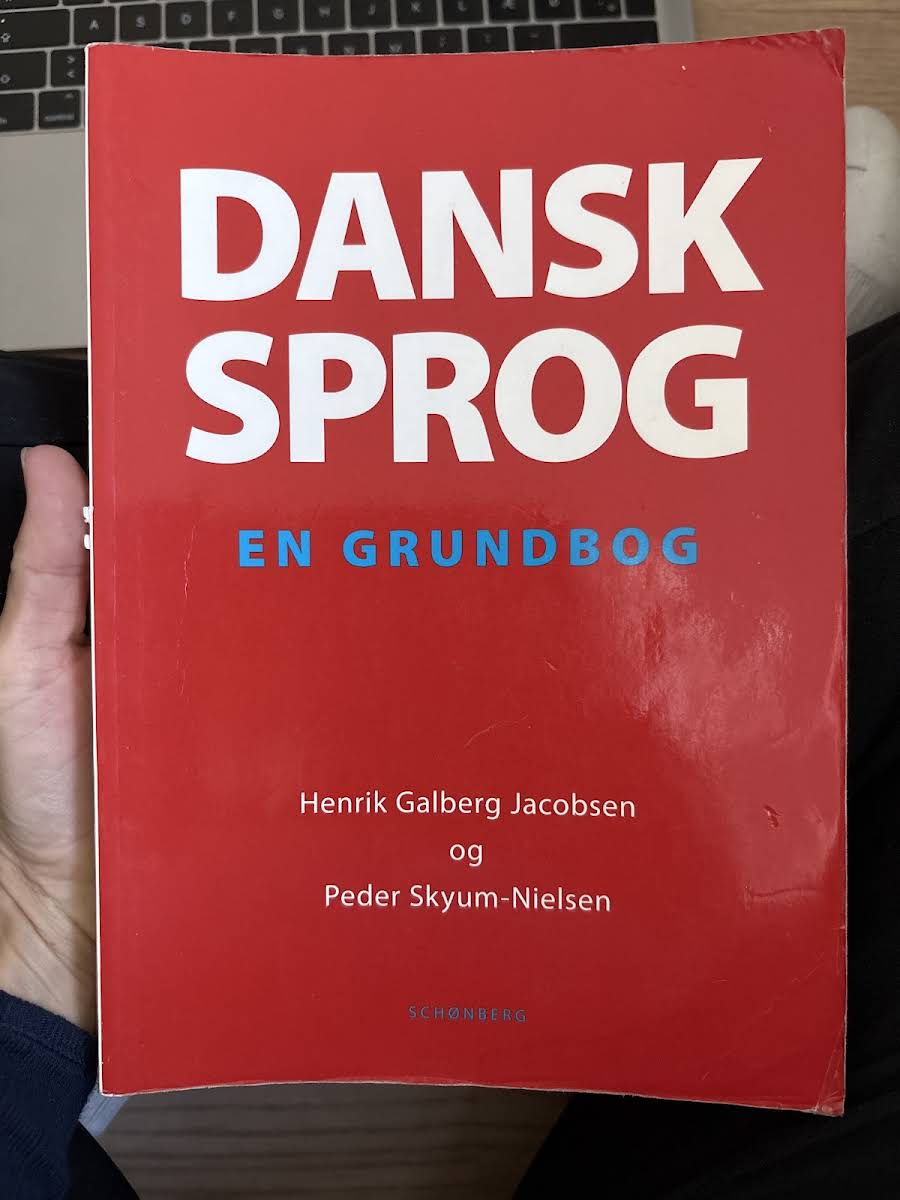 A S D F G H J K L Æ Ø
DANSK
SPROG
EN GRUNDBOG
Henrik Galberg Jacobsen
og
Peder Skyum-Nielsen
SCHØNBERG